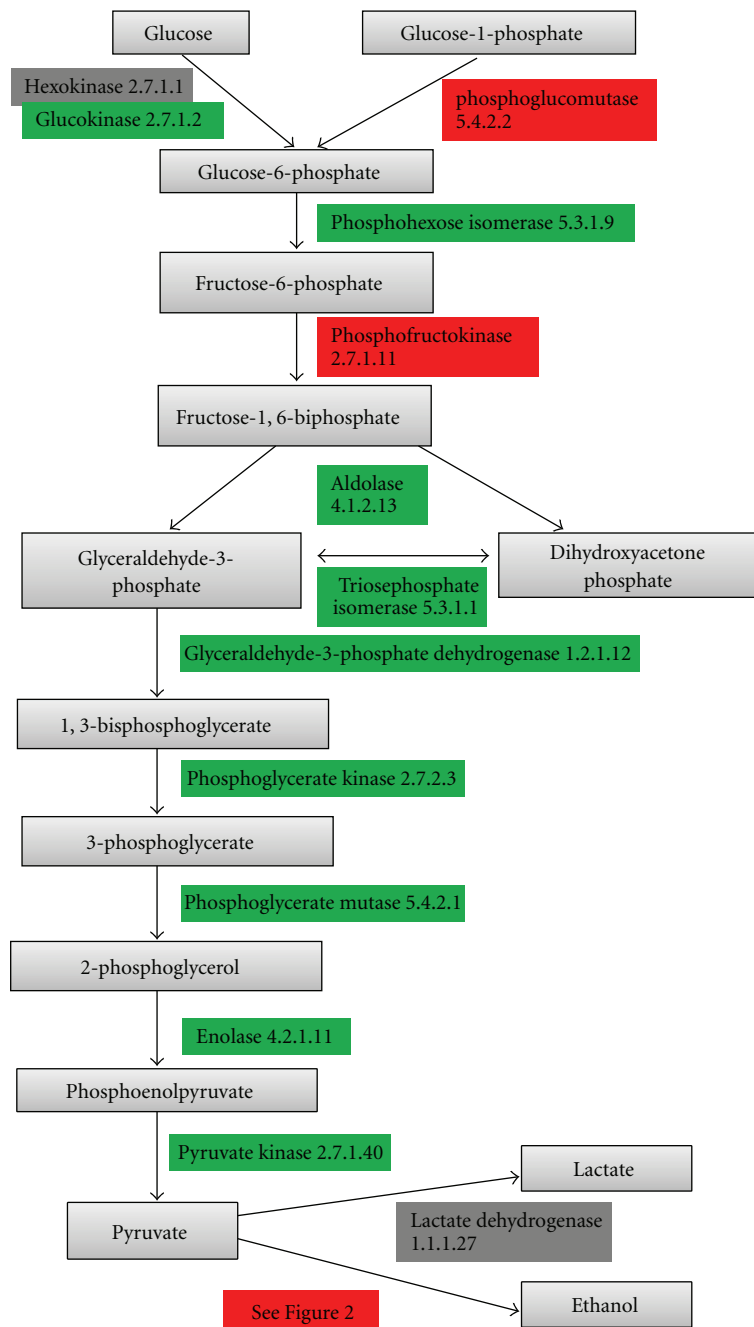 Glucose
Glucose-1-phosphate
Hexokinase 2.7.1.1
Glucokinase 2.7.1.2
phosphoglucomutase
5.4.2.2
Glucose-6-phosphate
Phosphohexose isomerase 5.3.1.9
Fructose-6-phosphate
Phosphofructokinase
2.7.1.11
Fructose-1, 6-biphosphate
Aldolase
4.1.2.13
Glyceraldehyde-3-
phosphate
Dihydroxyacetone
phosphate
Triosephosphate
isomerase 5.3.1.1
Glyceraldehyde-3-phosphate dehydrogenase 1.2.1.12
1, 3-bisphosphoglycerate
Phosphoglycerate kinase 2.7.2.3
3-phosphoglycerate
Phosphoglycerate mutase 5.4.2.1
2-phosphoglycerol
Enolase 4.2.1.11
Phosphoenolpyruvate
Pyruvate kinase 2.7.1.40
Lactate
Pyruvate
Lactate dehydrogenase
1.1.1.27
See Figure 2
Ethanol